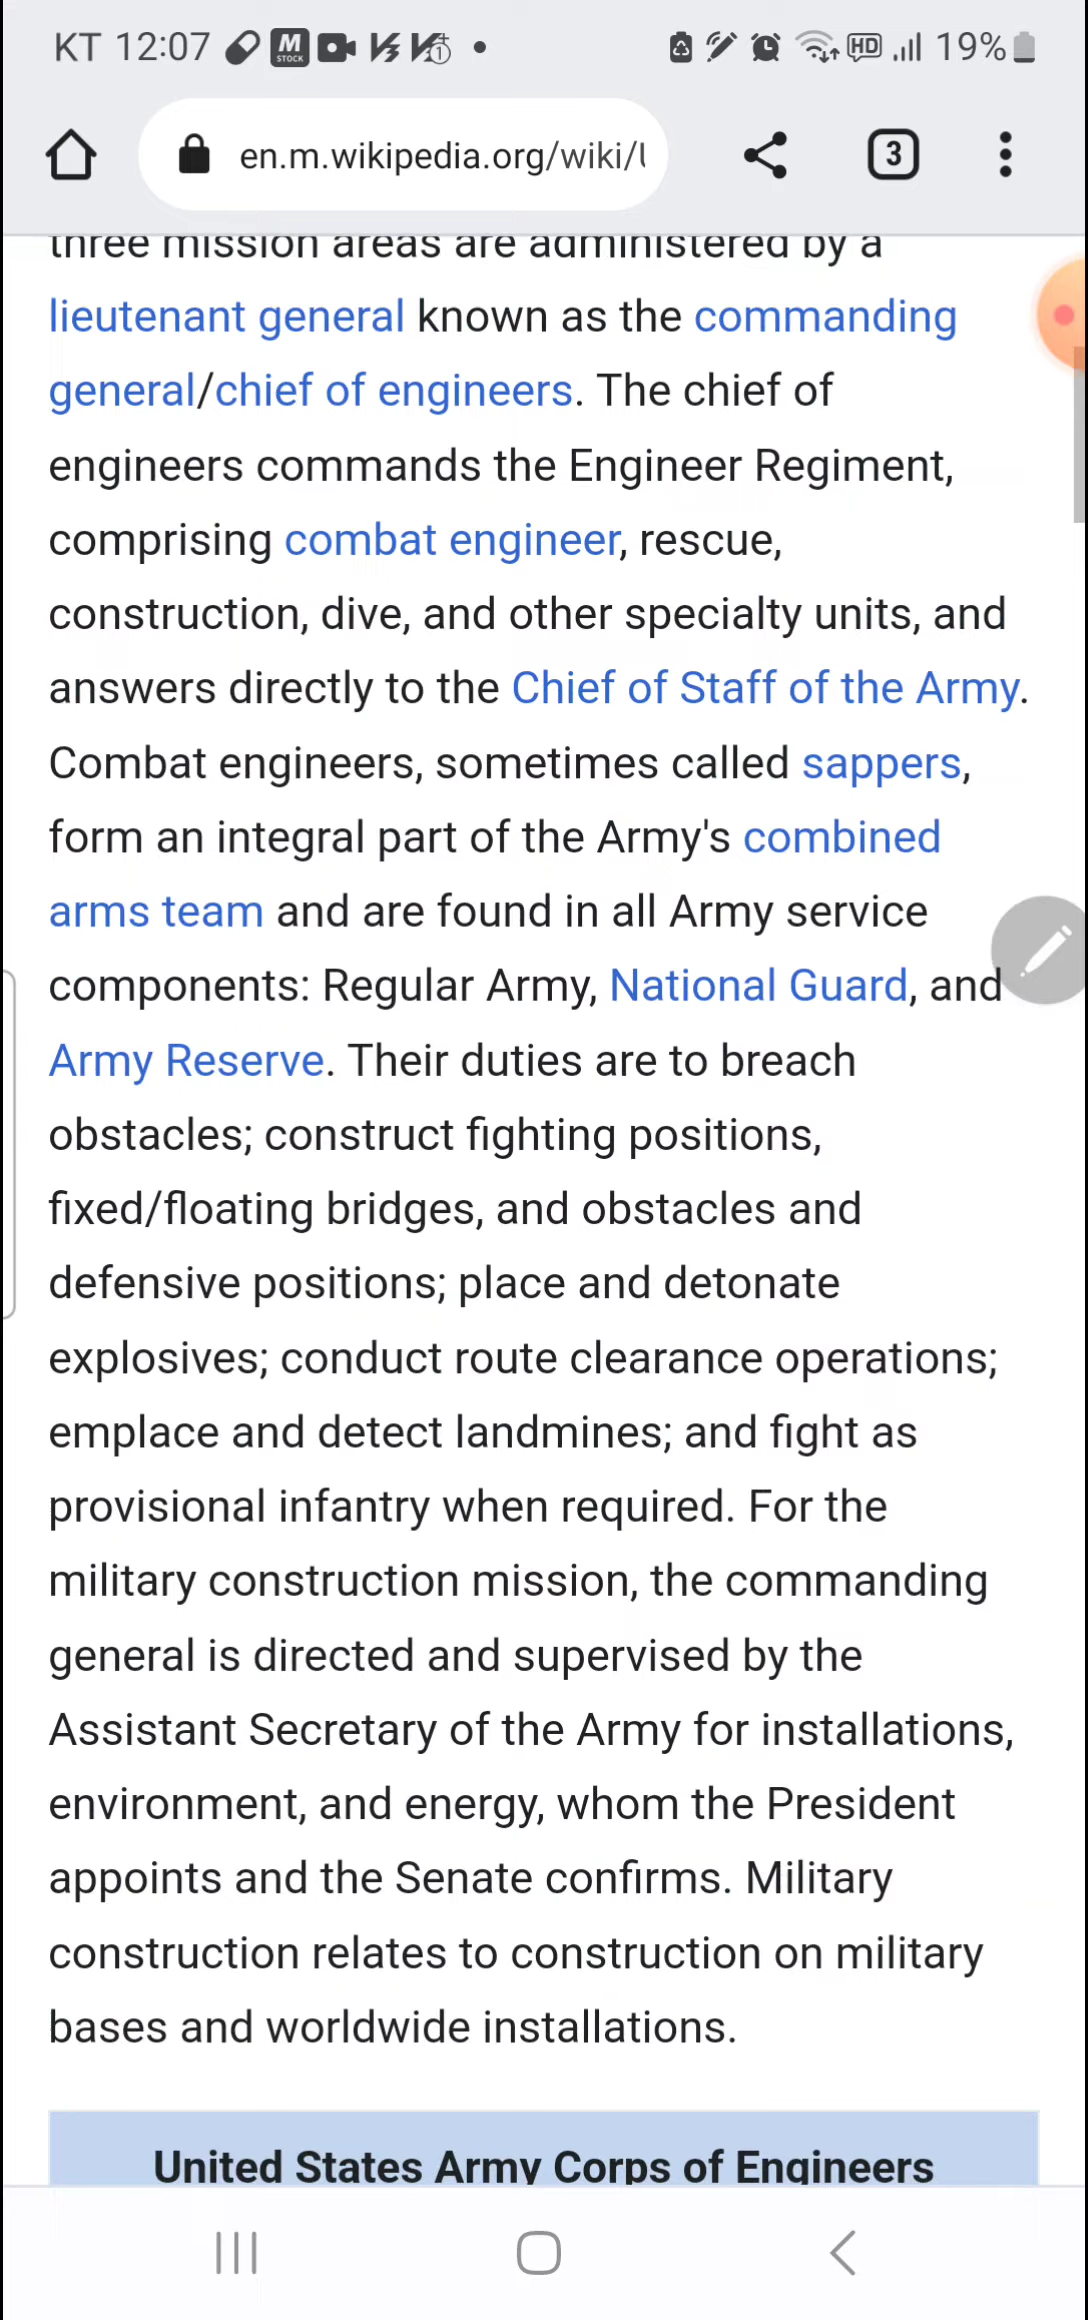 KT 12:07 M STOCK 1 HD 19%
en.m.wikipedia.org/wiki/
3
three mission areas are administered by a
lieutenant general known as the commanding
general/chief of engineers. The chief of
engineers commands the Engineer Regiment,
comprising combat engineer, rescue,
construction, dive, and other specialty units, and
answers directly to the Chief of Staff of the Army.
Combat engineers, sometimes called sappers,
form an integral part of the Army's combined
arms team and are found in all Army service
components: Regular Army, National Guard, and
Army Reserve. Their duties are to breach
obstacles; construct fighting positions,
fixed/floating bridges, and obstacles and
defensive positions; place and detonate
explosives; conduct route clearance operations;
emplace and detect landmines; and fight as
provisional infantry when required. For the
military construction mission, the commanding
general is directed and supervised by the
Assistant Secretary of the Army for installations,
environment, and energy, whom the President
appoints and the Senate confirms. Military
construction relates to construction on military
bases and worldwide installations.
United States Army Corps of Engineers